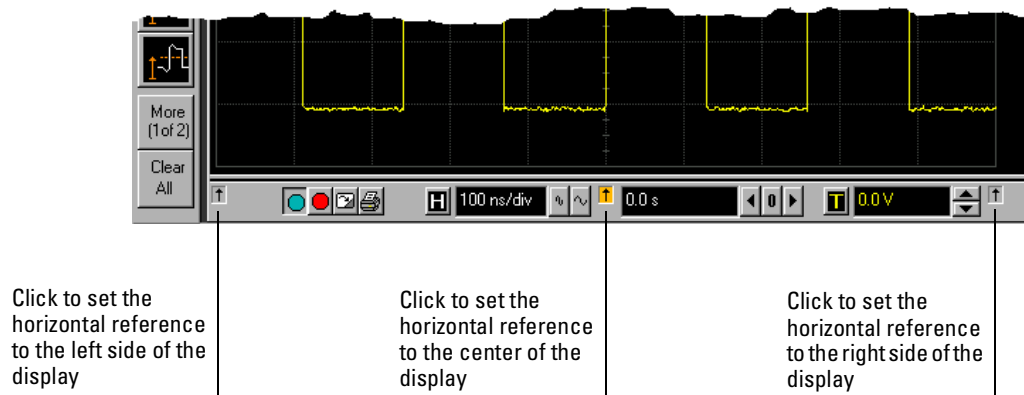 More
(1of 2)
Clear
All
H 100 ns/div 0.0 s 0 T 0.0 V
Click to set the
horizontal reference
to the left side of the
display
Click to set the
horizontal reference
to the center of the
display
Click to set the
horizontal reference
to the right side of the
display